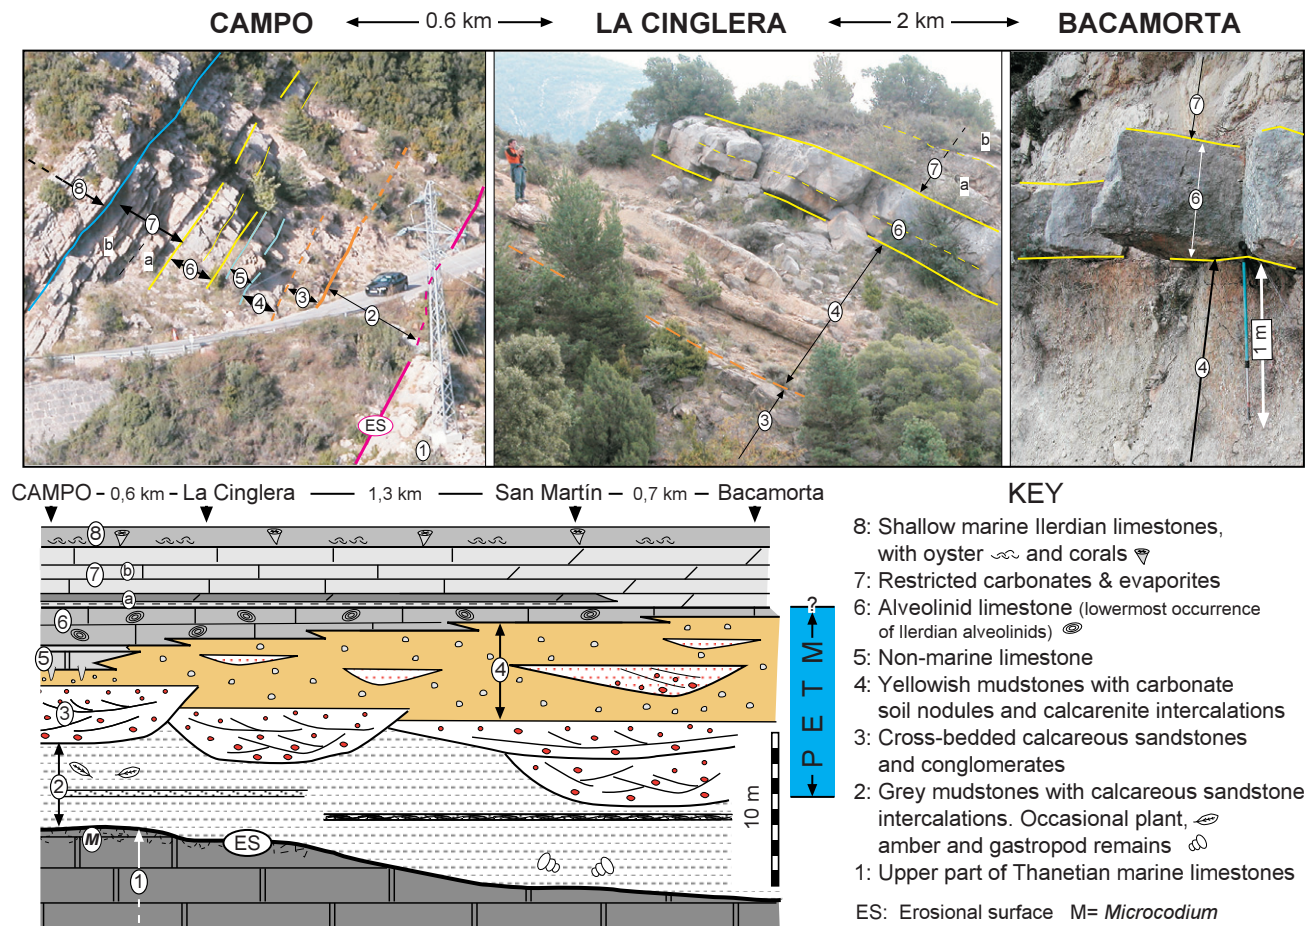 CAMPO 0.6 km LA CINGLERA 2 km BACAMORTA
8
7
b
a
6
5
4
3
2
ES
1
b
7
a
6
4
3
7
6
4
1 m
CAMPO 0,6 km La Cinglera 1,3 km San Martín 0,7 km Bacamorta
8
b
7
a
6
5
4
3
2
M
ES
1
10 m
?
PETM
KEY
8: Shallow marine Ilerdian limestones,
with oyster and corals
7: Restricted carbonates & evaporites
6: Alveolinid limestone (lowermost occurrence
of Ilerdian alveolinids)
5: Non-marine limestone
4: Yellowish mudstones with carbonate
soil nodules and calcarenite intercalations
3: Cross-bedded calcareous sandstones
and conglomerates
2: Grey mudstones with calcareous sandstone
intercalations. Occasional plant,
amber and gastropod remains
1: Upper part of Thanetian marine limestones
ES: Erosional surface M= Microcodium